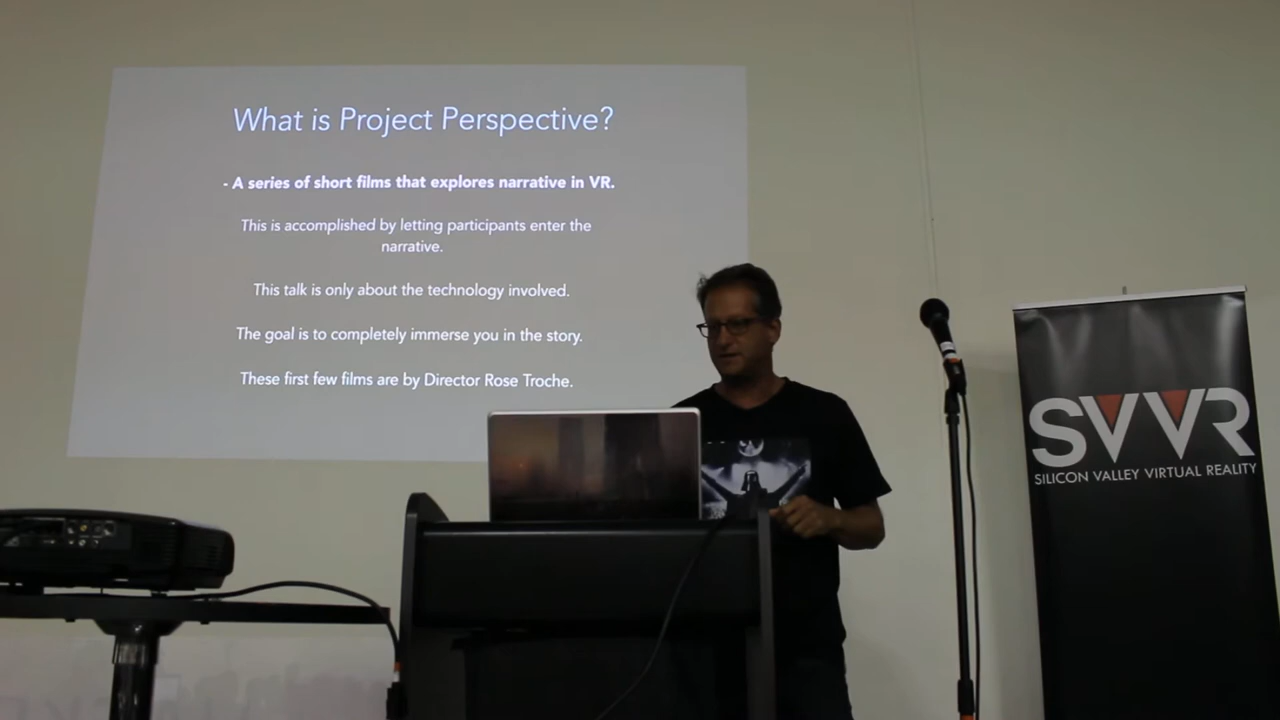 What is Project Perspective?
- A series of short films that explores narrative in VR.
This is accomplished by letting participants enter the
narrative.
This talk is only about the technology involved.
The goal is to completely immerse you in the story.
These first few films are by Director Rose Troche.
SVVR
SILICON VALLEY VIRTUAL REALITY